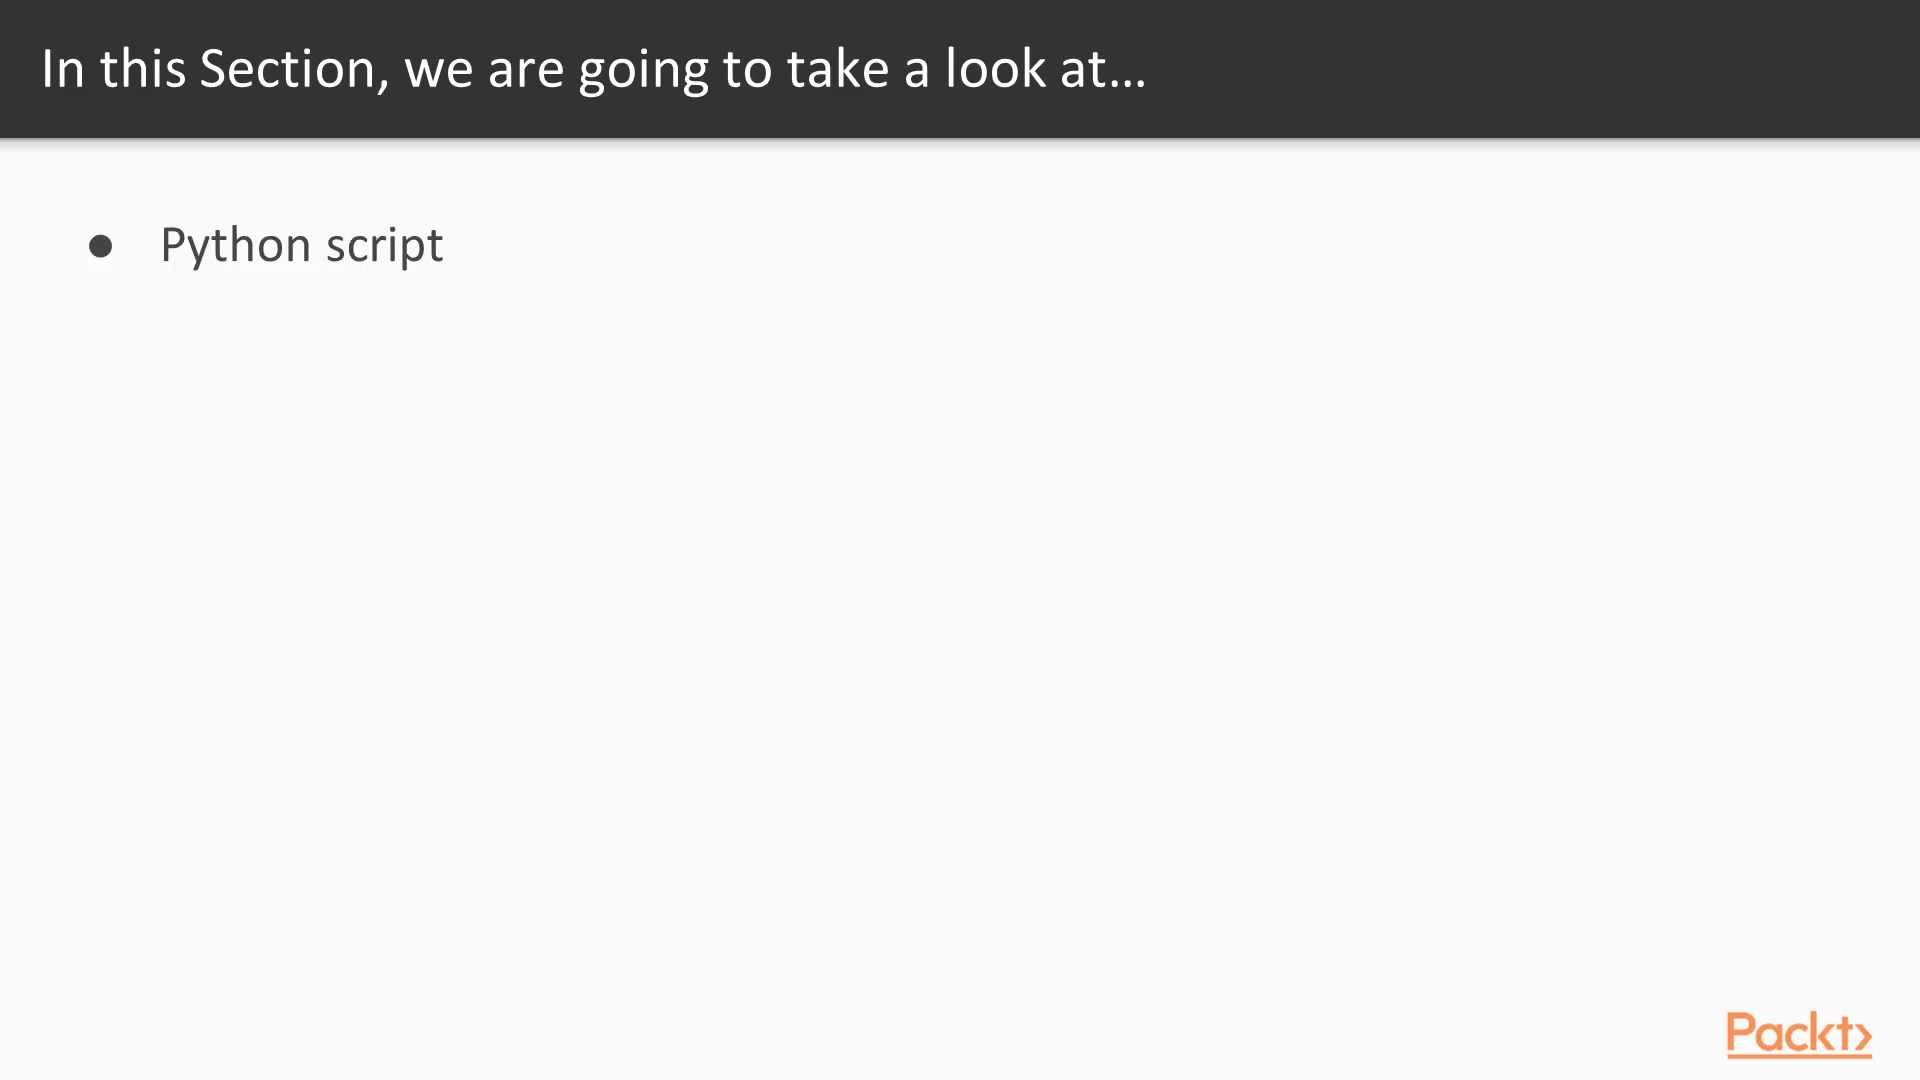 In this Section, we are going to take a look at...
● Python script
Packt>